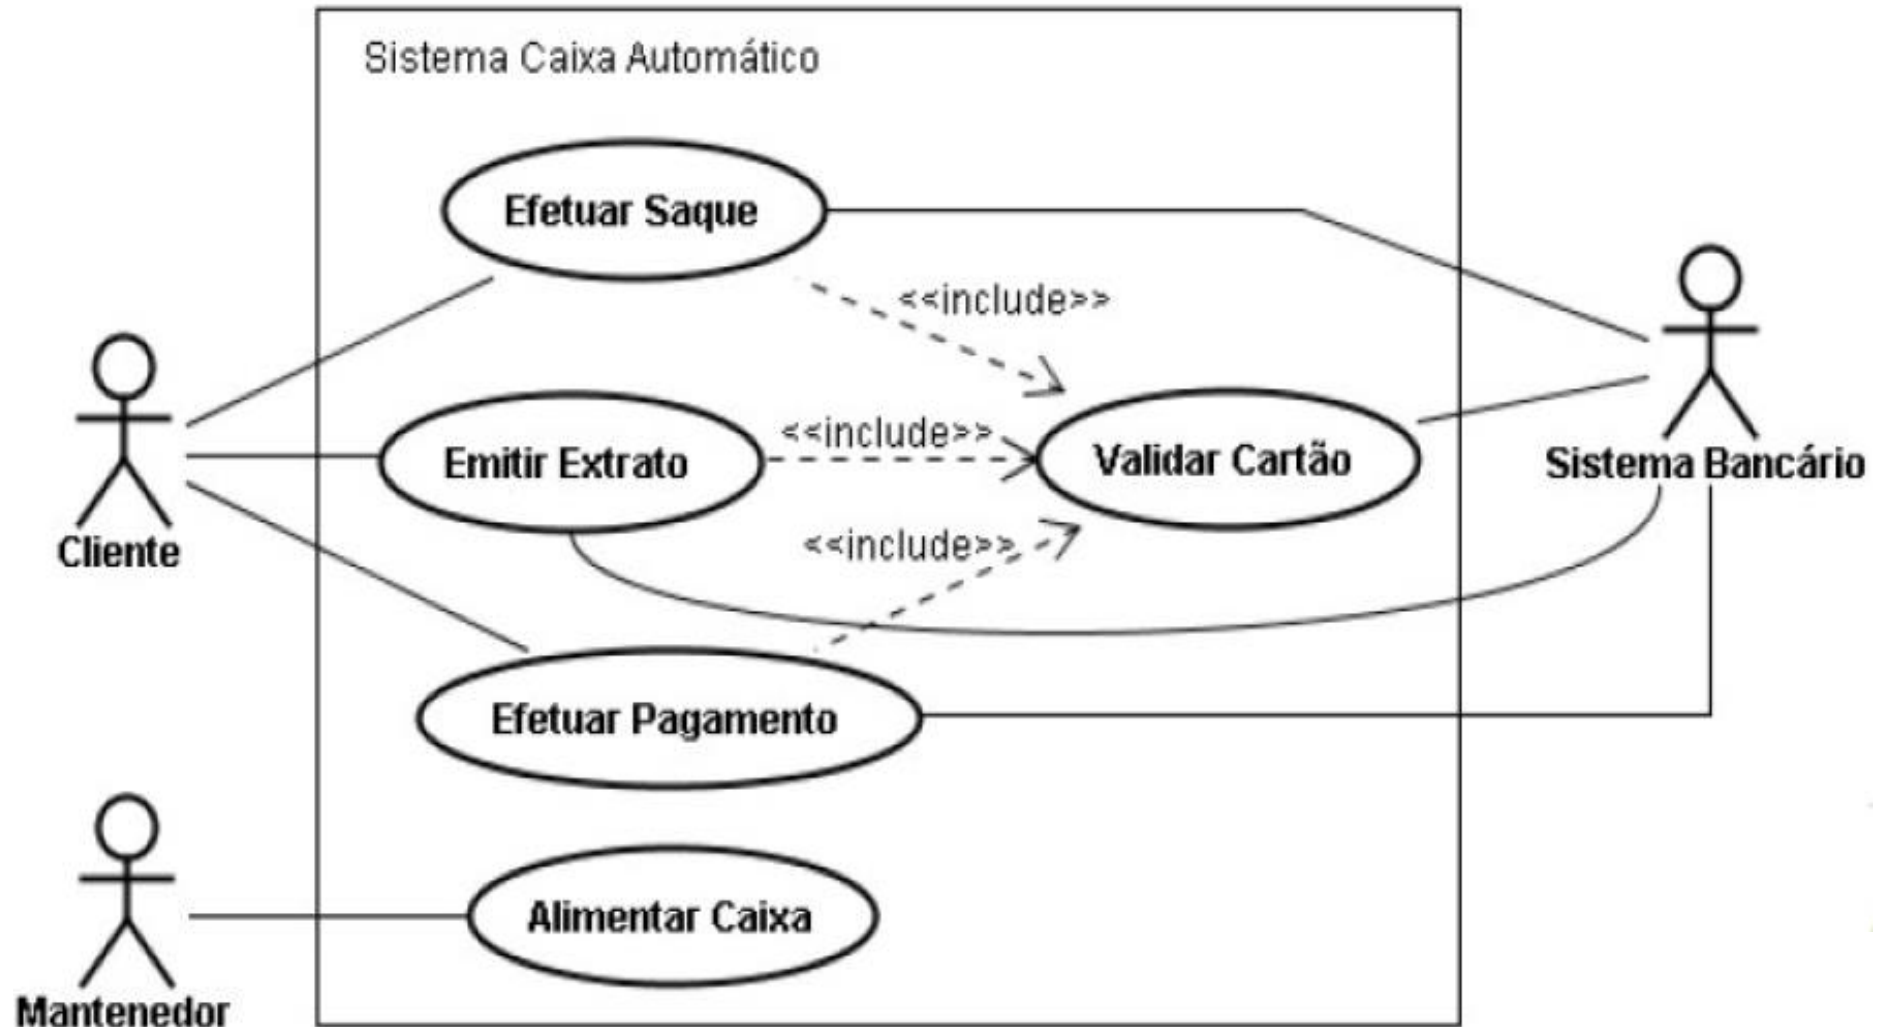 Sistema Caixa Automático
Efetuar Saque
<<include>>
<<include>>
Emitir Extrato
Validar Cartão
Sistema Bancário
Cliente
<<include>>
Efetuar Pagamento
Alimentar Caixa
Mantenedor